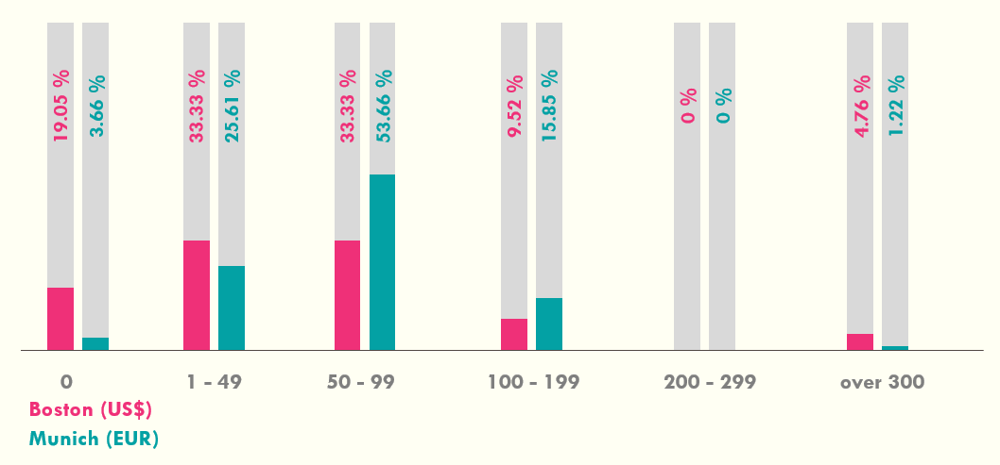 19.05 % 3.66 % 33.33 % 25.61 % 33.33 % 53.66 % 9.52 % 15.85 % 0 % 0 % 4.76 % 1.22 %
0 1 - 49 50 - 99 100 - 199 200 - 299 over 300
Boston (US$)
Munich (EUR)